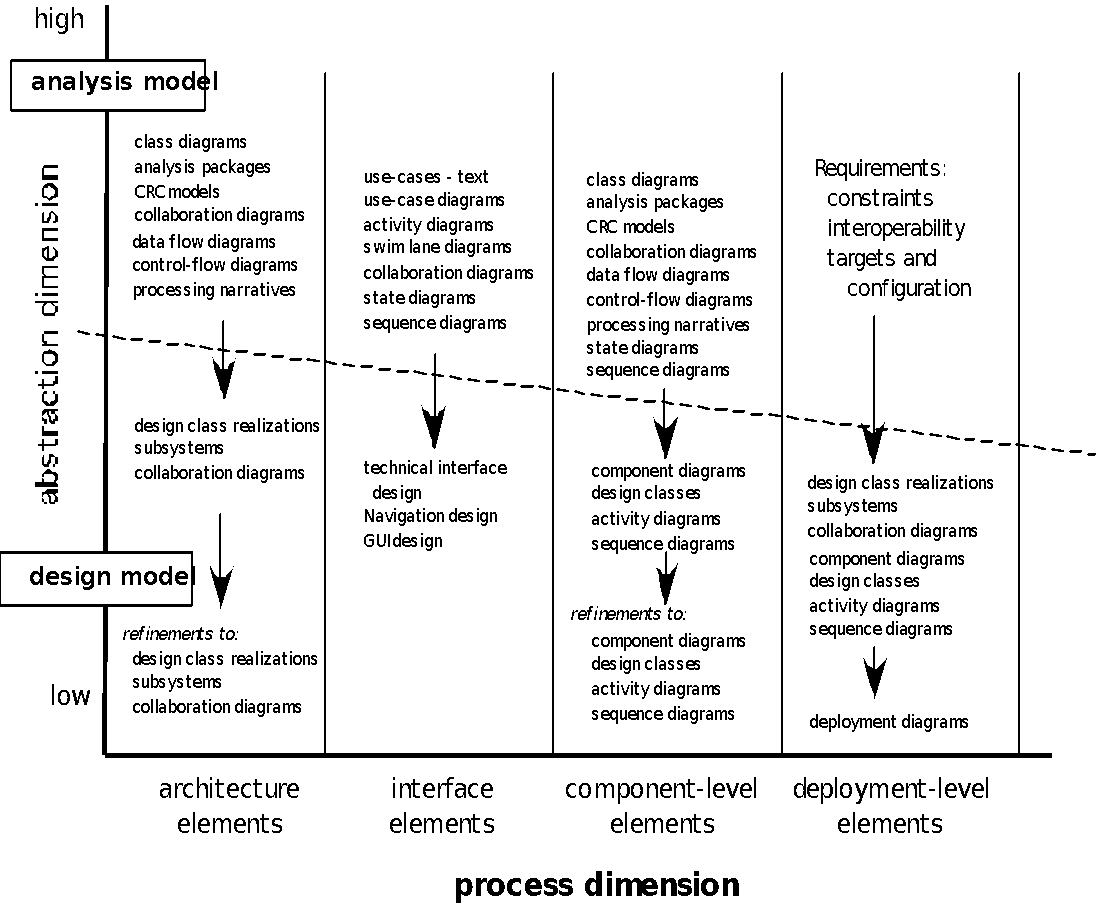 high
analysis model
abstraction dimension
design model
low
class diagrams
analysis packages
CRC models
collaboration diagrams
data flow diagrams
control-flow diagrams
processing narratives
design class realizations
subsystems
collaboration diagrams
refinements to:
design class realizations
subsystems
collaboration diagrams
use-cases - text
use-case diagrams
activity diagrams
swim lane diagrams
collaboration diagrams
state diagrams
sequence diagrams
technical interface
design
Navigation design
GUI design
class diagrams
analysis packages
CRC models
collaboration diagrams
data flow diagrams
control-flow diagrams
processing narratives
state diagrams
sequence diagrams
component diagrams
design classes
activity diagrams
sequence diagrams
refinements to:
component diagrams
design classes
activity diagrams
sequence diagrams
Requirements:
constraints
interoperability
targets and
configuration
design class realizations
subsystems
collaboration diagrams
component diagrams
design classes
activity diagrams
sequence diagrams
deployment diagrams
architecture
elements
interface
elements
component-level
elements
deployment-level
elements
process dimension